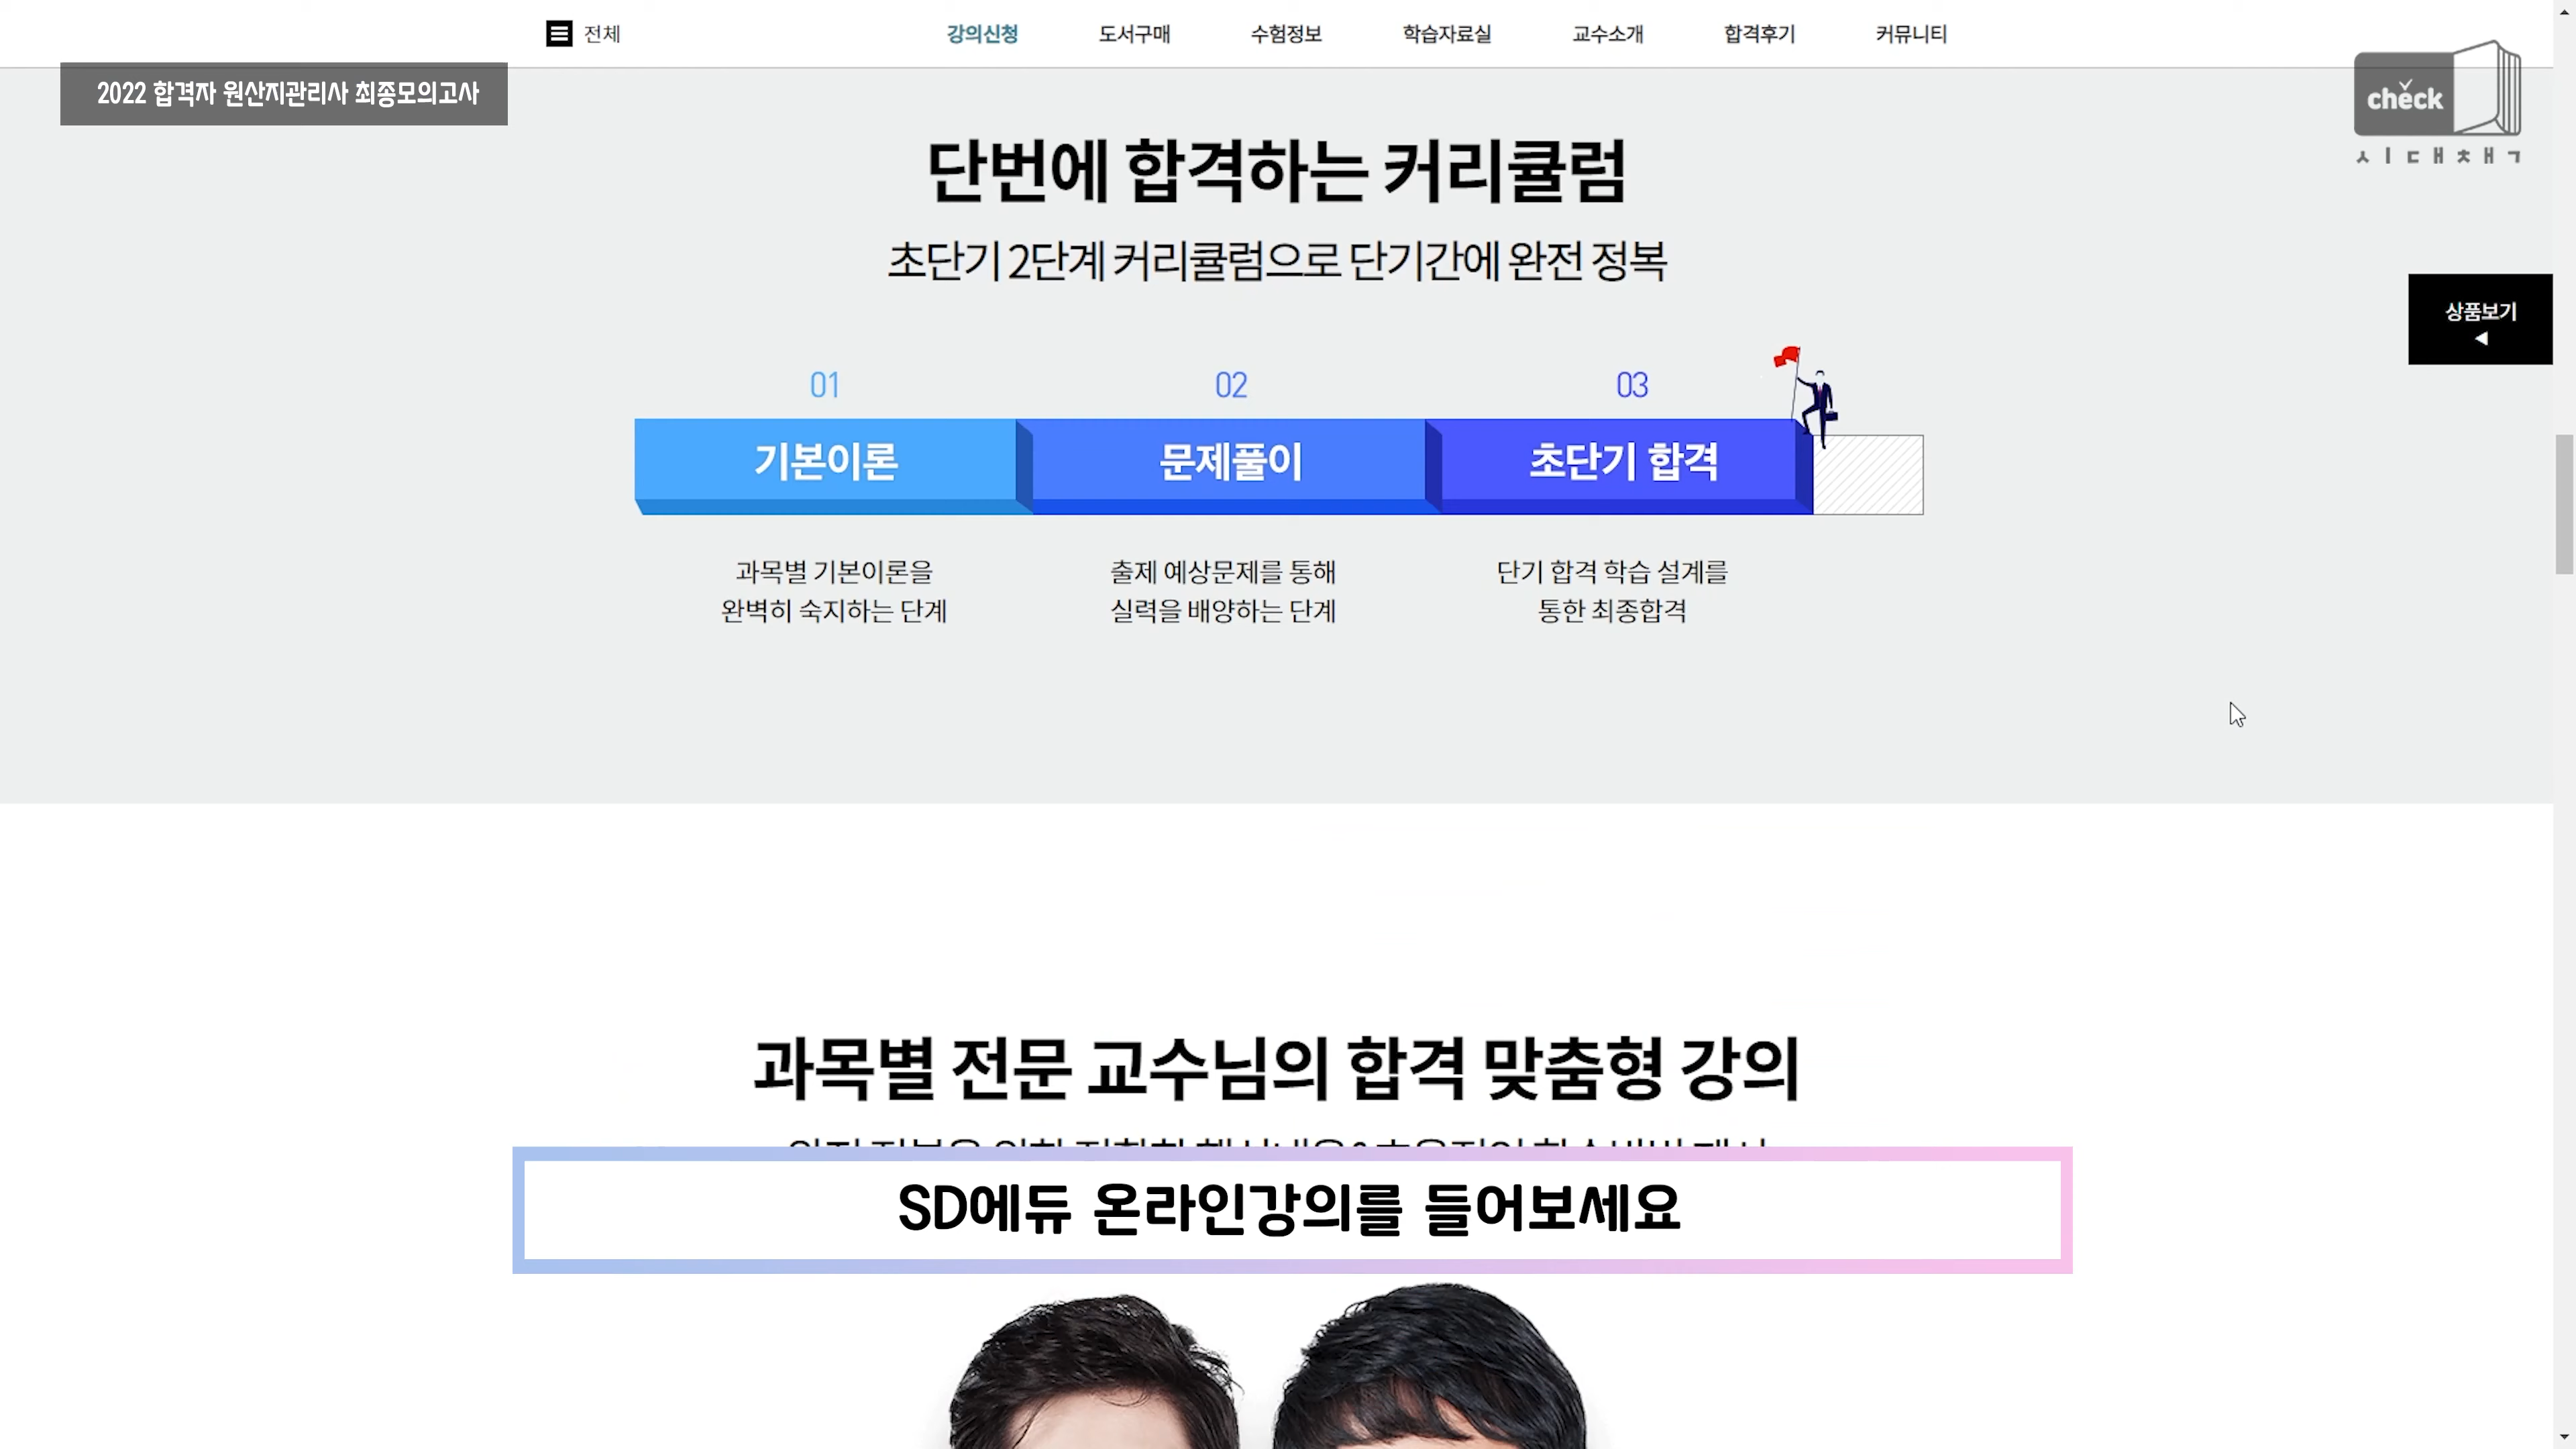 전체
강의신청
도서구매
수험정보
학습자료실
교수소개
합격후기
커뮤니티
2022 합격자 원산지관리사 최종모의고사
check
ㅅㅣㄷㅐㅊㅐㄱ
단번에 합격하는 커리큘럼
초단기 2단계 커리큘럼으로 단기간에 완전 정복
상품보기
01
02
03
기본이론
문제풀이
초단기 합격
과목별 기본이론을
완벽히 숙지하는 단계
출제 예상문제를 통해
실력을 배양하는 단계
단기 합격 학습 설계를
통한 최종합격
과목별 전문 교수님의 합격 맞춤형 강의
SD에듀 온라인강의를 들어보세요